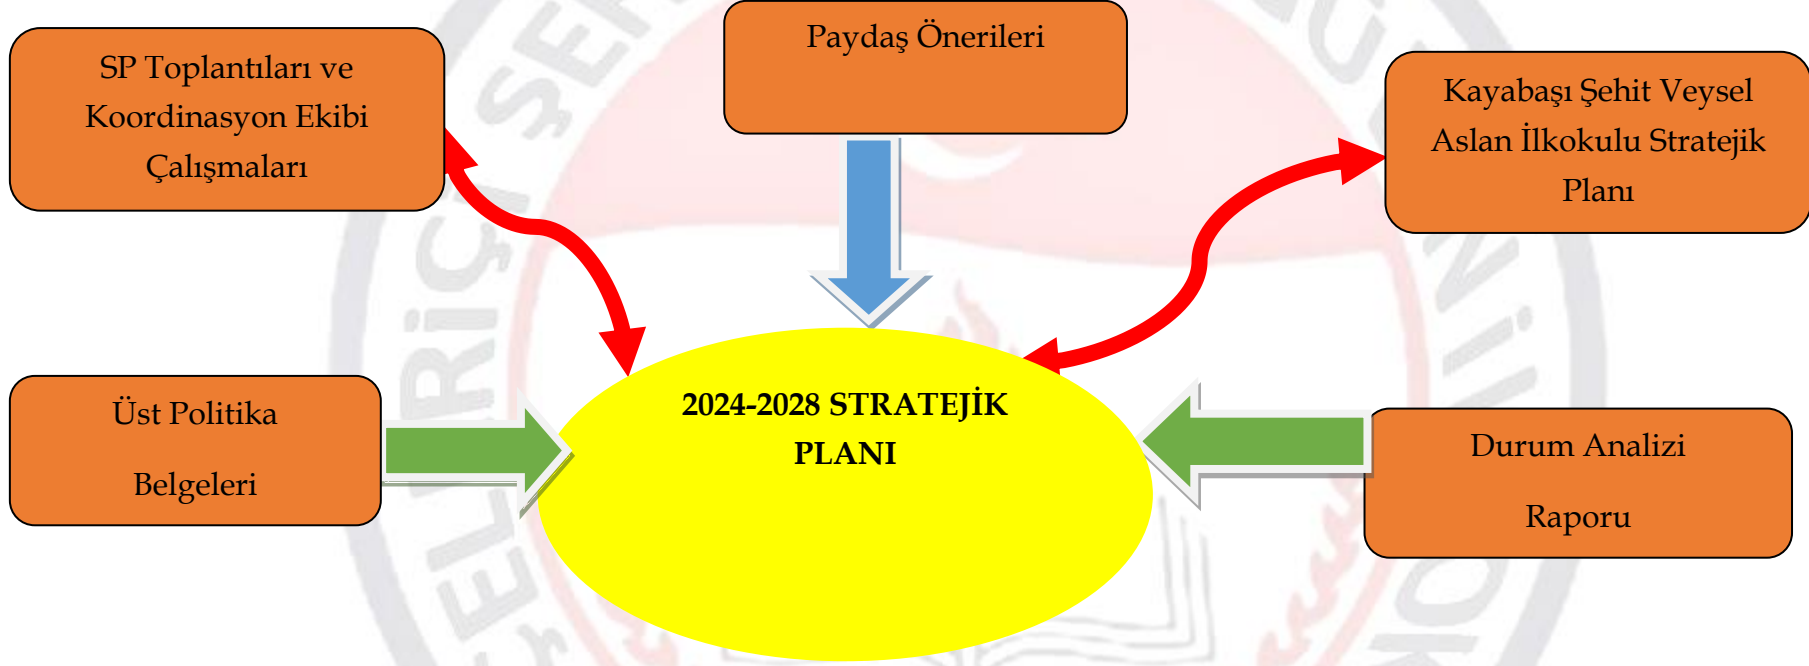 Paydaş Önerileri
SP Toplantıları ve
Koordinasyon Ekibi
Çalışmaları
Kayabaşı Şehit Veysel
Aslan İlkokulu Stratejik
Planı
2024-2028 STRATEJİK
PLANI
Üst Politika
Belgeleri
Durum Analizi
Raporu